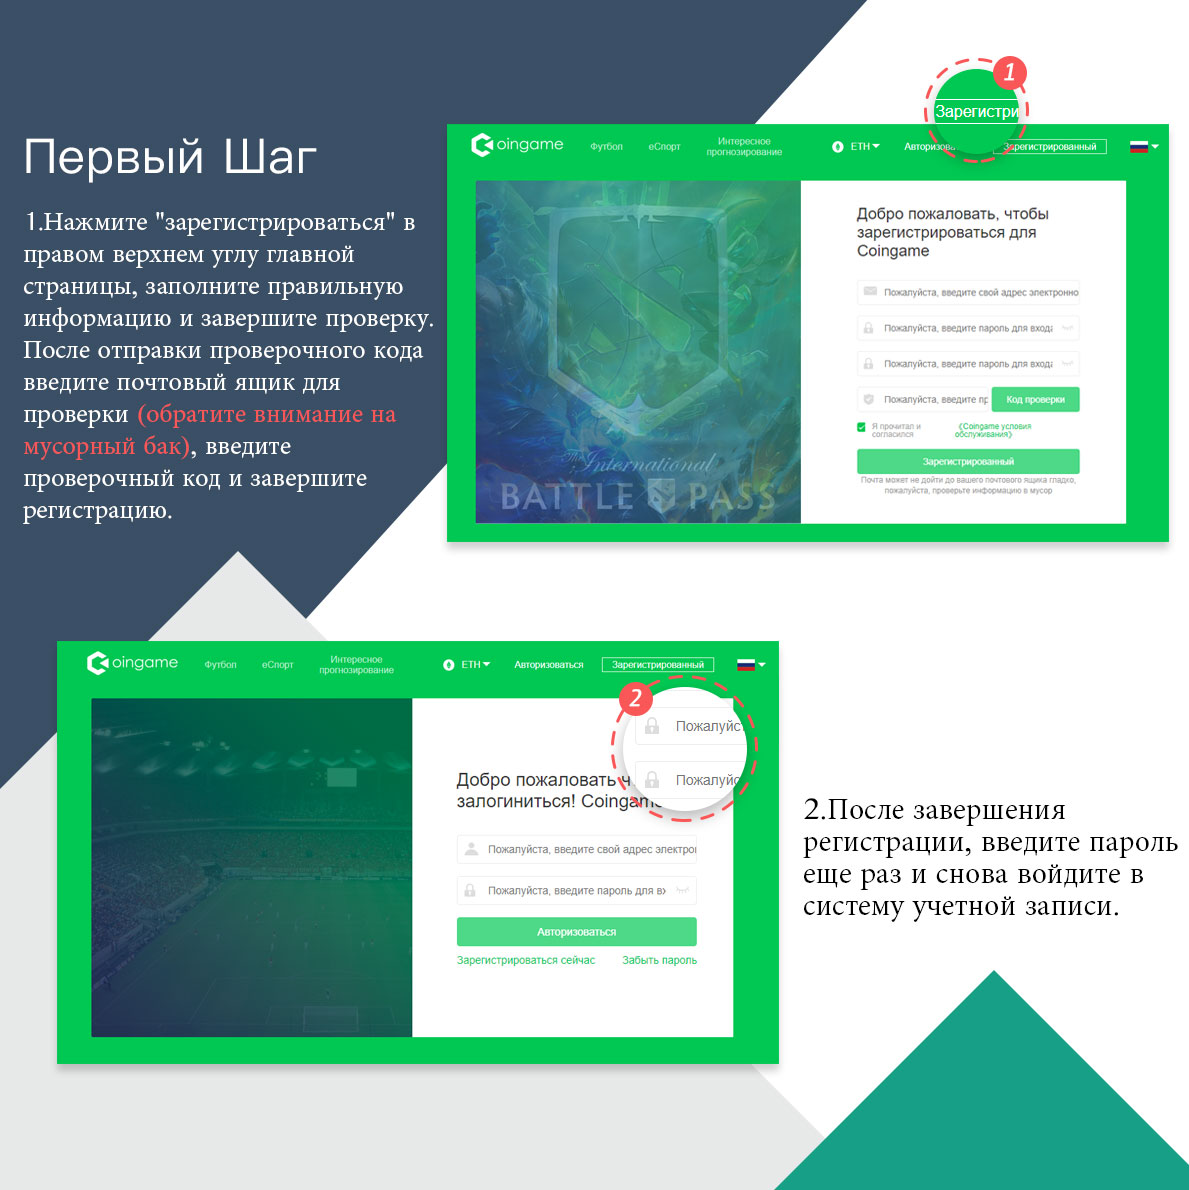 Первый Шаг
1.Нажмите "зарегистрироваться" в
правом верхнем углу главной
страницы, заполните правильную
информацию и завершите проверку.
После отправки проверочного кода
введите почтовый ящик для
проверки (обратите внимание на
мусорный бак), введите
проверочный код и завершите
регистрацию.
1
Зарегистри
oingame
Футбол
еСпорт
Интересное
прогнозирование
ETH
Авторизова
Зарегистрированный
The International
BATTLE PASS
Добро пожаловать, чтобы
зарегистрироваться для
Coingame
Пожалуйста, введите свой адрес электронно
Пожалуйста, введите пароль для входа
Пожалуйста, введите пароль для входа
Пожалуйста, введите пр
Код проверки
Я прочитал и
согласился
《Coingame условия
обслуживания》
Зарегистрированный
Почта может не дойти до вашего почтового ящика гладко,
пожалуйста, проверьте информацию в мусор
oingame
Футбол
еСпорт
Интересное
прогнозирование
ETH
Авторизоваться
Зарегистрированный
2
Пожалуйс
Пожалуйс
Добро пожаловать ч
залогиниться! Coingame
Пожалуйста, введите свой адрес электро
Пожалуйста, введите пароль для вх
Авторизоваться
Зарегистрироваться сейчас
Забыть пароль
2.После завершения
регистрации, введите пароль
еще раз и снова войдите в
систему учетной записи.